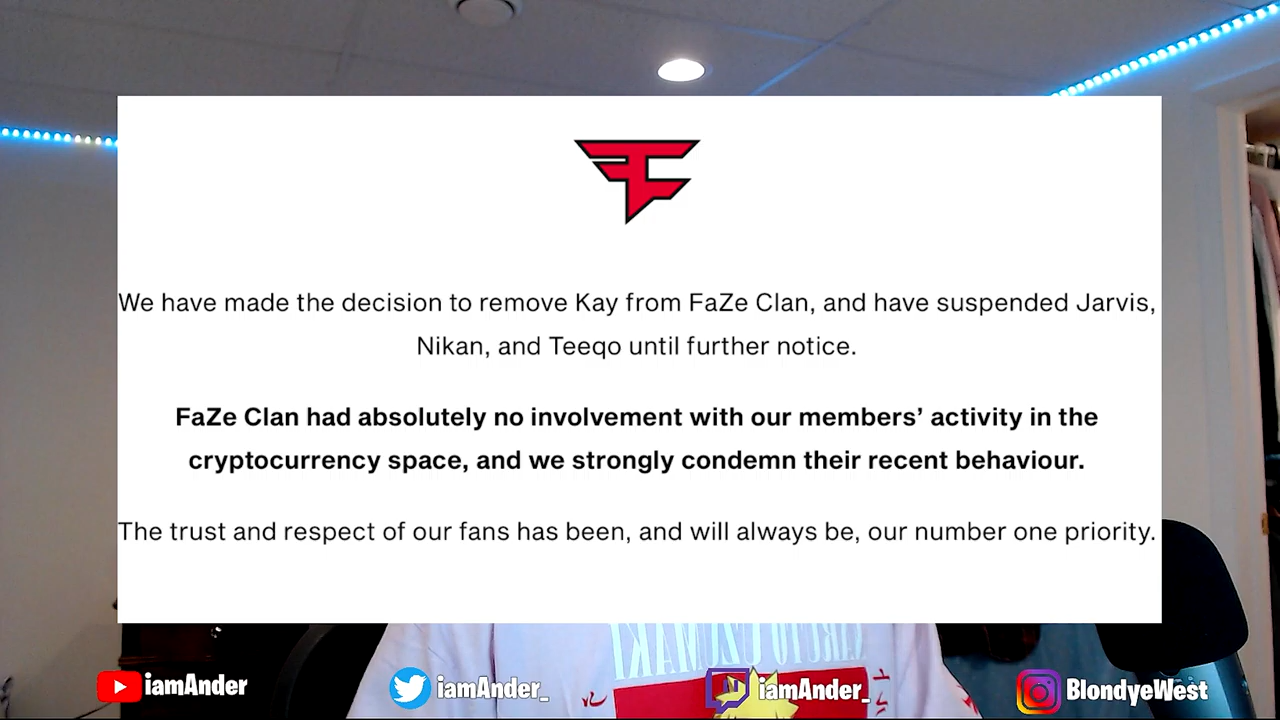 We have made the decision to remove Kay from FaZe Clan, and have suspended Jarvis,
Nikan, and Teeqo until further notice.
FaZe Clan had absolutely no involvement with our members’ activity in the
cryptocurrency space, and we strongly condemn their recent behaviour.
The trust and respect of our fans has been, and will always be, our number one priority.
iamAnder
iamAnder_
iamAnder_
BlondyeWest